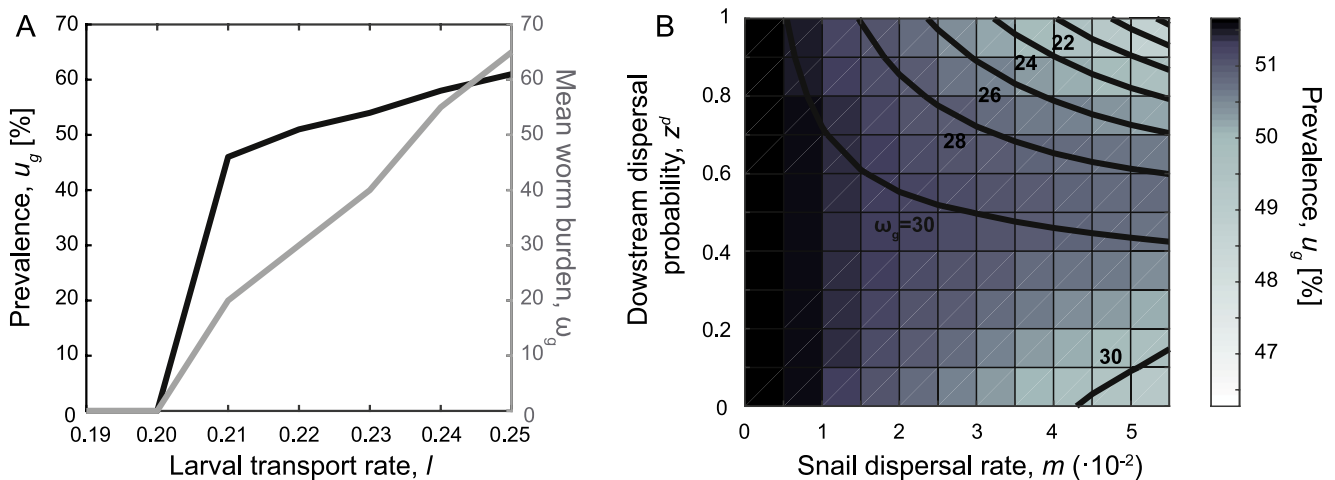 A
Prevalence, u_g [%]
70
60
50
40
30
20
10
0
0.19 0.20 0.21 0.22 0.23 0.24 0.25
Larval transport rate, l
70
60
50
40
30
20
10
0
Mean worm burden, ω_g
B
Dowstream dispersal
probability, z^d
1
0.8
0.6
0.4
0.2
0
22
24
26
28
ω_g=30
30
0 1 2 3 4 5
Snail dispersal rate, m (·10⁻²)
51
50
49
48
47
Prevalence, u_g [%]